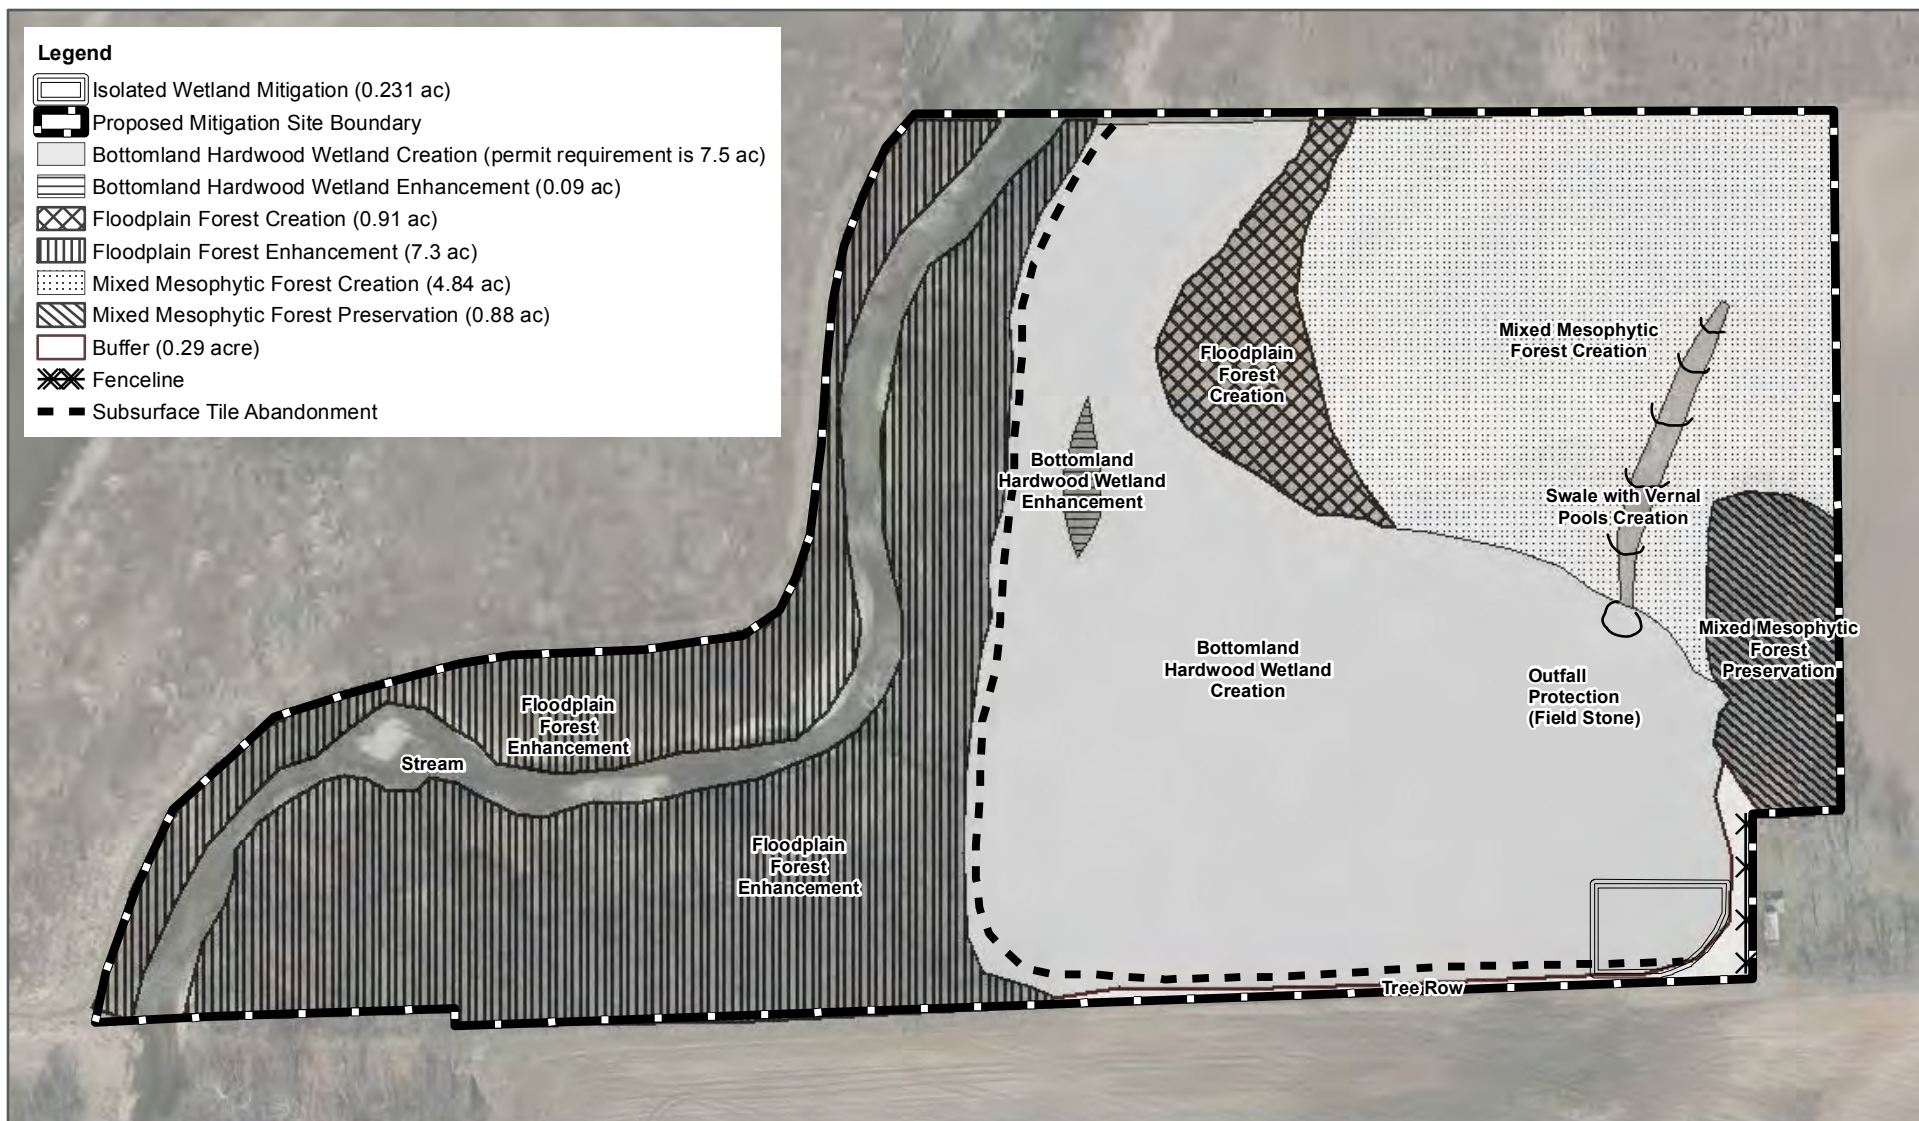 Legend
Isolated Wetland Mitigation (0.231 ac)
Proposed Mitigation Site Boundary
Bottomland Hardwood Wetland Creation (permit requirement is 7.5 ac)
Bottomland Hardwood Wetland Enhancement (0.09 ac)
Floodplain Forest Creation (0.91 ac)
Floodplain Forest Enhancement (7.3 ac)
Mixed Mesophytic Forest Creation (4.84 ac)
Mixed Mesophytic Forest Preservation (0.88 ac)
Buffer (0.29 acre)
Fenceline
Subsurface Tile Abandonment
Mixed Mesophytic
Forest Creation
Floodplain
Forest
Creation
Bottomland
Hardwood Wetland
Enhancement
Swale with Vernal
Pools Creation
Mixed Mesophytic
Forest
Preservation
Bottomland
Hardwood Wetland
Creation
Outfall
Protection
(Field Stone)
Floodplain
Forest
Enhancement
Stream
Floodplain
Forest
Enhancement
Tree Row